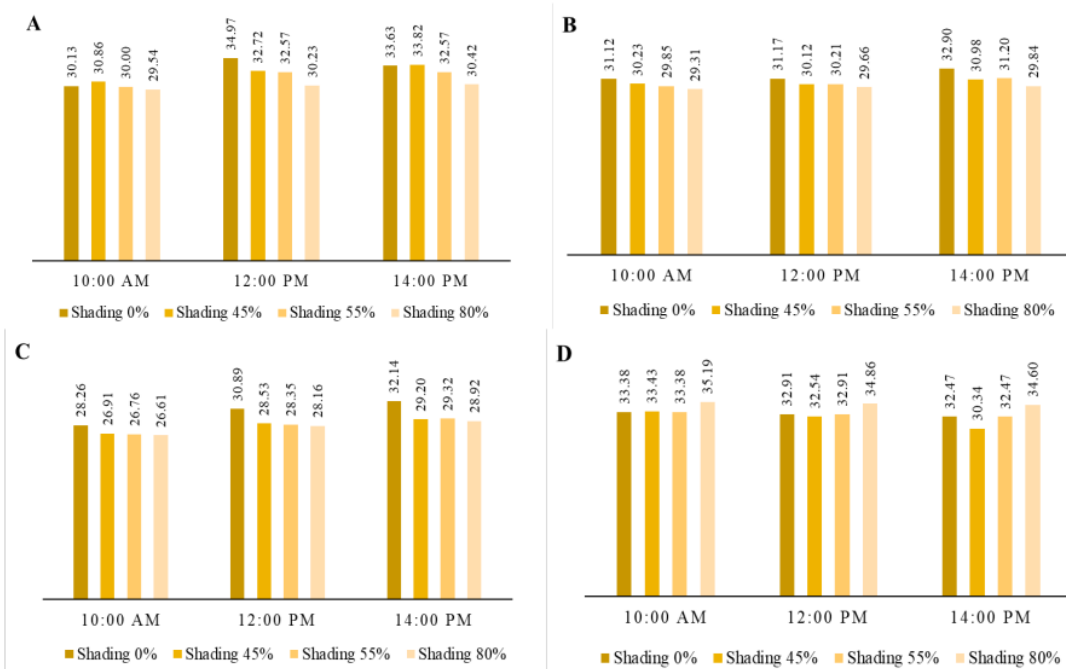 A
30.13 30.86 30.00 29.54 34.97 32.72 32.57 30.23 33.63 33.82 32.57 30.42
10:00 AM 12:00 PM 14:00 PM
Shading 0% Shading 45% Shading 55% Shading 80%
B
31.12 30.23 29.85 29.31 31.17 30.12 30.21 29.66 32.90 30.98 31.20 29.84
10:00 AM 12:00 PM 14:00 PM
Shading 0% Shading 45% Shading 55% Shading 80%
C
28.26 26.91 26.76 26.61 30.89 28.53 28.35 28.16 32.14 29.20 29.32 28.92
10:00 AM 12:00 PM 14:00 PM
Shading 0% Shading 45% Shading 55% Shading 80%
D
33.38 33.43 33.38 35.19 32.91 32.54 32.91 34.86 32.47 30.34 32.47 34.60
10:00 AM 12:00 PM 14:00 PM
Shading 0% Shading 45% Shading 55% Shading 80%